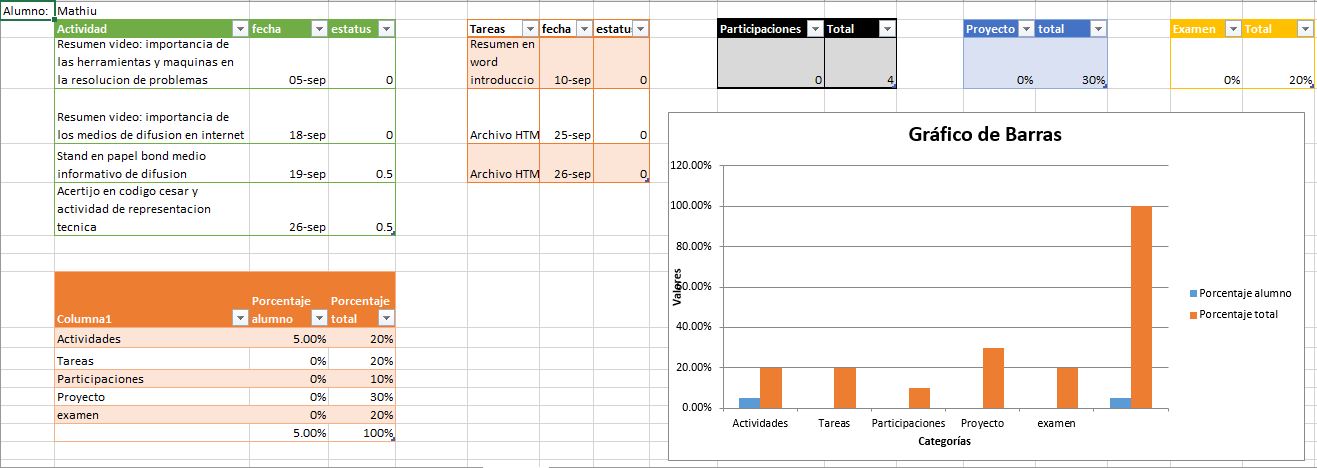 Alumno: Mathiu
Actividad fecha estatus
Resumen video: importancia de
las herramientas y maquinas en
la resolucion de problemas 05-sep 0
Resumen video: importancia de
los medios de difusion en internet 18-sep 0
Stand en papel bond medio
informativo de difusion 19-sep 0.5
Acertijo en codigo cesar y
actividad de representacion
tecnica 26-sep 0.5
Tareas fecha estatu
Resumen en
word
introduccio 10-sep 0
Archivo HTM 25-sep 0
Archivo HTM 26-sep 0
Participaciones Total
0 4
Proyecto total
0% 30%
Examen Total
0% 20%
Porcentaje Porcentaje
Columna1 alumno total
Actividades 5.00% 20%
Tareas 0% 20%
Participaciones 0% 10%
Proyecto 0% 30%
examen 0% 20%
5.00% 100%
Gráfico de Barras
120.00%
100.00%
80.00%
60.00%
40.00%
20.00%
0.00%
Valores
Actividades Tareas Participaciones Proyecto examen
Categorías
Porcentaje alumno
Porcentaje total